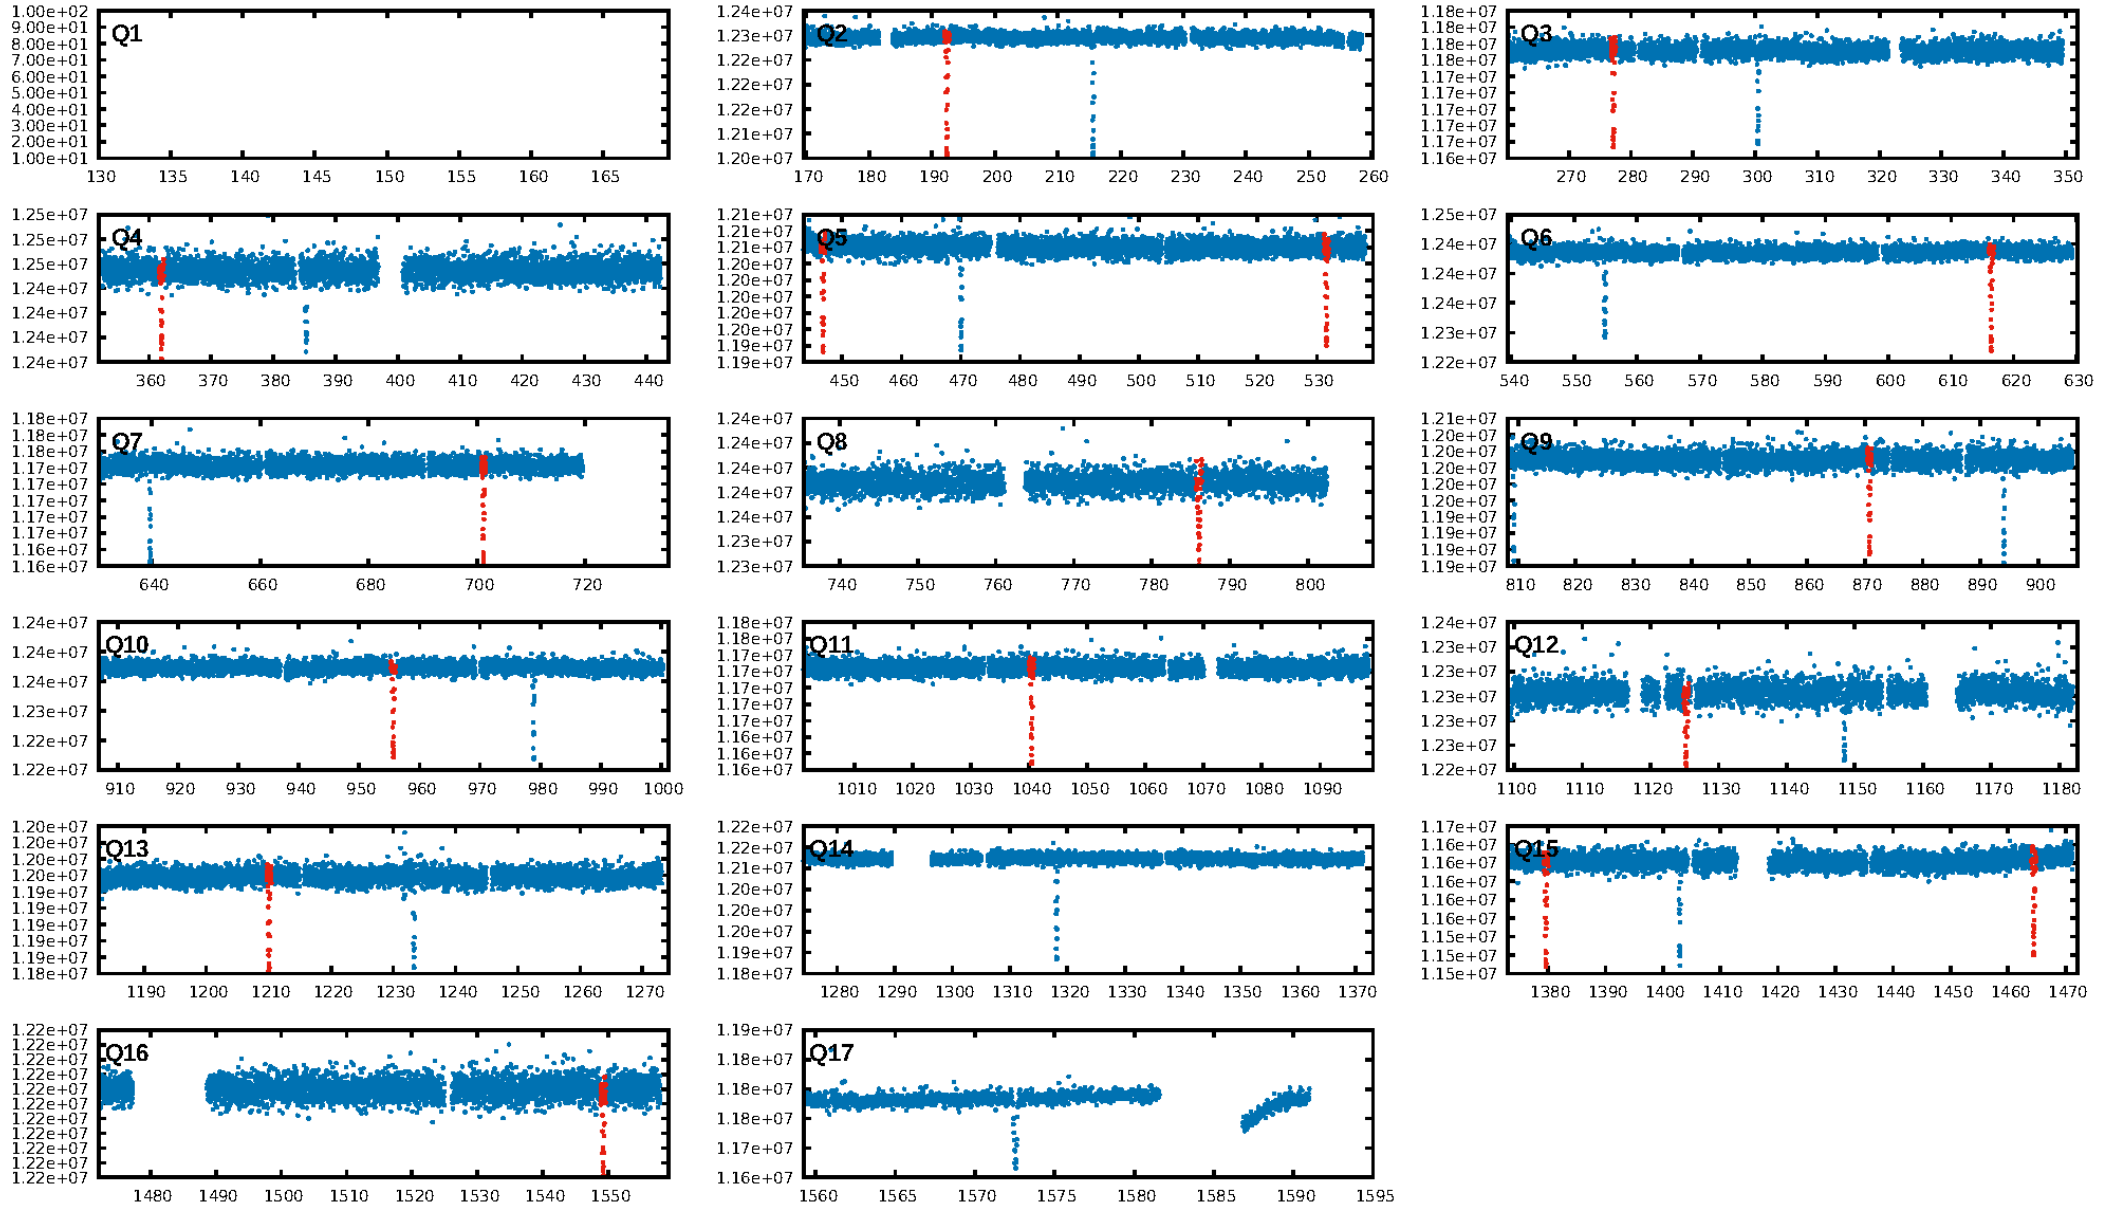 1.00e+02 9.00e+01 8.00e+01 7.00e+01 6.00e+01 5.00e+01 4.00e+01 3.00e+01 2.00e+01 1.00e+01
Q1
130 135 140 145 150 155 160 165
1.24e+07 1.23e+07 1.22e+07 1.22e+07 1.21e+07 1.20e+07
Q2
170 180 190 200 210 220 230 240 250 260
1.18e+07 1.18e+07 1.18e+07 1.17e+07 1.17e+07 1.17e+07 1.17e+07 1.17e+07 1.16e+07
Q3
270 280 290 300 310 320 330 340 350
1.25e+07 1.25e+07 1.25e+07 1.24e+07 1.24e+07 1.24e+07 1.24e+07
Q4
360 370 380 390 400 410 420 430 440
1.21e+07 1.21e+07 1.21e+07 1.20e+07 1.20e+07 1.20e+07 1.20e+07 1.20e+07 1.19e+07 1.19e+07
Q5
450 460 470 480 490 500 510 520 530
1.25e+07 1.24e+07 1.24e+07 1.24e+07 1.23e+07 1.22e+07
Q6
540 550 560 570 580 590 600 610 620 630
1.18e+07 1.18e+07 1.18e+07 1.17e+07 1.17e+07 1.17e+07 1.17e+07 1.17e+07 1.16e+07 1.16e+07
Q7
640 660 680 700 720
1.24e+07 1.24e+07 1.24e+07 1.24e+07 1.24e+07 1.23e+07 1.23e+07
Q8
740 750 760 770 780 790 800
1.21e+07 1.20e+07 1.20e+07 1.20e+07 1.20e+07 1.20e+07 1.19e+07 1.19e+07 1.19e+07 1.19e+07
Q9
810 820 830 840 850 860 870 880 890 900
1.24e+07 1.24e+07 1.24e+07 1.23e+07 1.22e+07 1.22e+07
Q10
910 920 930 940 950 960 970 980 990 1000
1.18e+07 1.18e+07 1.17e+07 1.17e+07 1.17e+07 1.17e+07 1.17e+07 1.16e+07 1.16e+07 1.16e+07
Q11
1010 1020 1030 1040 1050 1060 1070 1080 1090
1.24e+07 1.23e+07 1.23e+07 1.23e+07 1.23e+07 1.22e+07
Q12
1100 1110 1120 1130 1140 1150 1160 1170 1180
1.20e+07 1.20e+07 1.20e+07 1.20e+07 1.19e+07 1.19e+07 1.19e+07 1.19e+07 1.19e+07 1.18e+07
Q13
1190 1200 1210 1220 1230 1240 1250 1260 1270
1.22e+07 1.21e+07 1.21e+07 1.20e+07 1.20e+07 1.20e+07 1.19e+07 1.18e+07
Q14
1280 1290 1300 1310 1320 1330 1340 1350 1360 1370
1.17e+07 1.16e+07 1.16e+07 1.16e+07 1.16e+07 1.16e+07 1.15e+07 1.15e+07 1.15e+07
Q15
1380 1390 1400 1410 1420 1430 1440 1450 1460 1470
1.22e+07 1.22e+07 1.22e+07 1.22e+07 1.22e+07 1.22e+07 1.22e+07 1.22e+07 1.22e+07 1.22e+07 1.22e+07
Q16
1480 1490 1500 1510 1520 1530 1540 1550
1.19e+07 1.18e+07 1.18e+07 1.18e+07 1.17e+07 1.16e+07
Q17
1560 1565 1570 1575 1580 1585 1590 1595